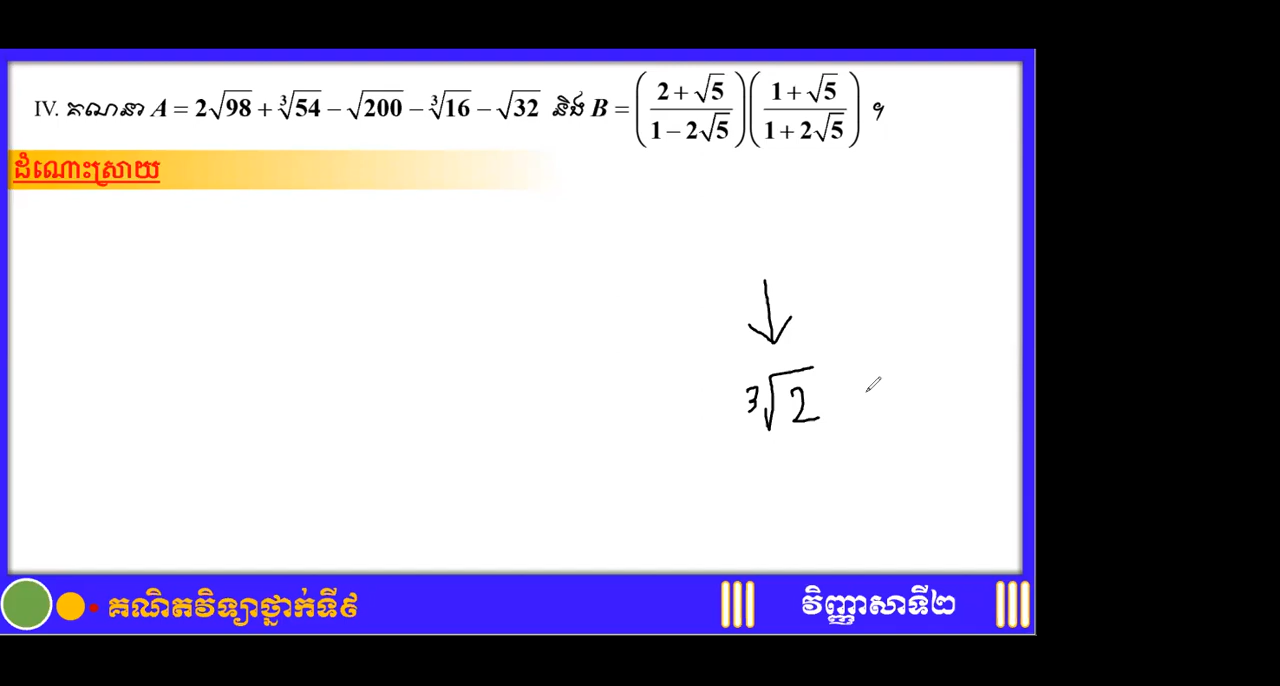 IV. គណនា A = 2√98 + ∛54 − √200 − ∛16 − √32 និង B = ((2 + √5)/(1 − 2√5))((1 + √5)/(1 + 2√5)) ។
ដំណោះស្រាយ
∛2
• គណិតវិទ្យាថ្នាក់ទី៩
វិញ្ញាសាទី២